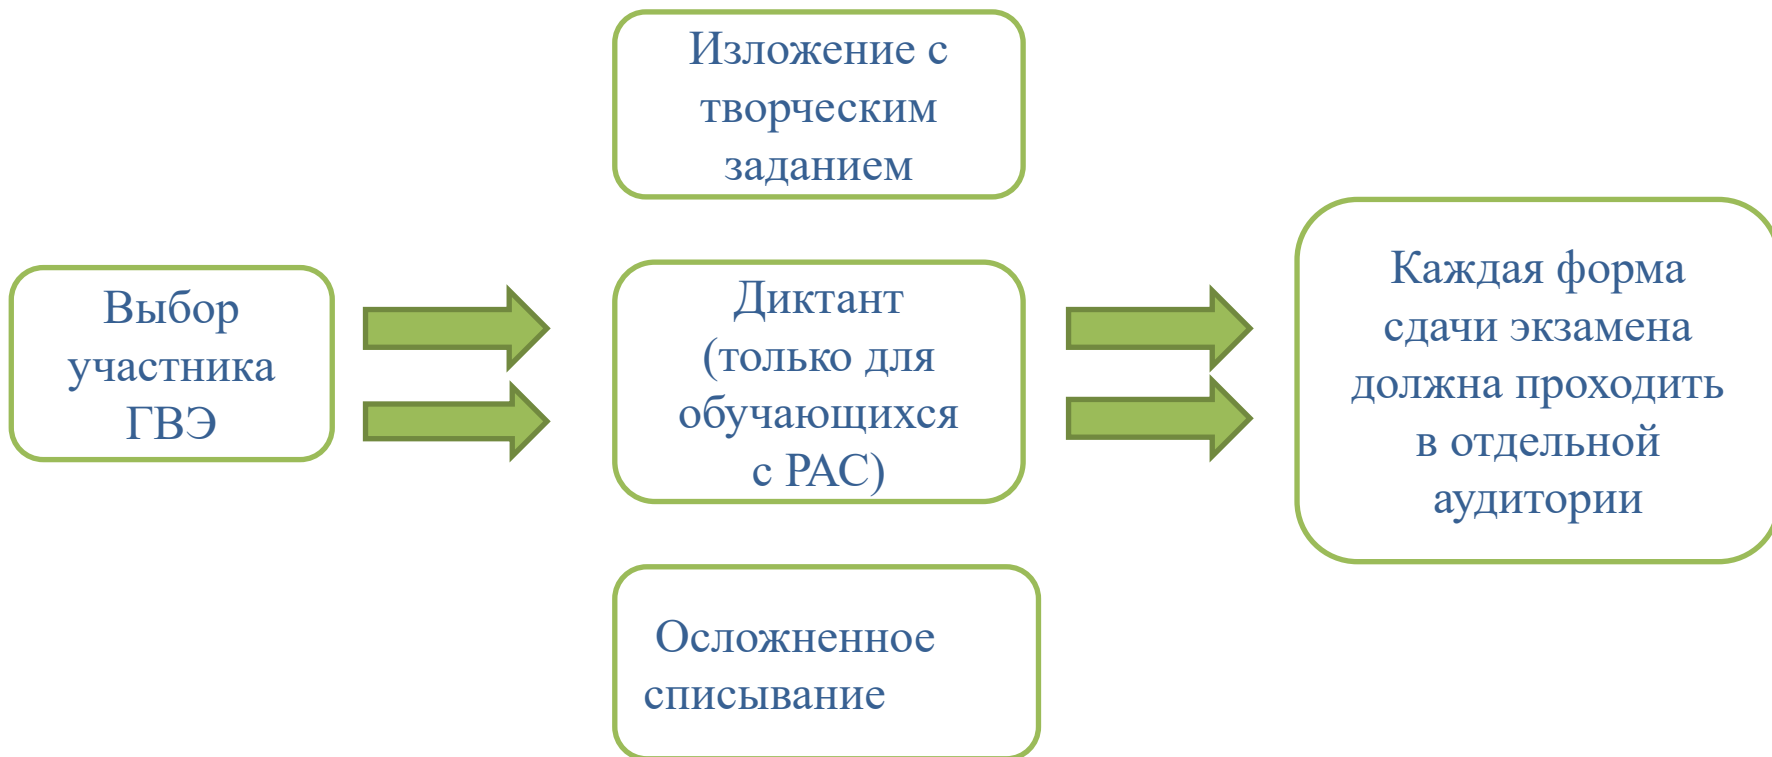 Изложение с
творческим
заданием
Выбор
участника
ГВЭ
Диктант
(только для
обучающихся
с РАС)
Каждая форма
сдачи экзамена
должна проходить
в отдельной
аудитории
Осложненное
списывание